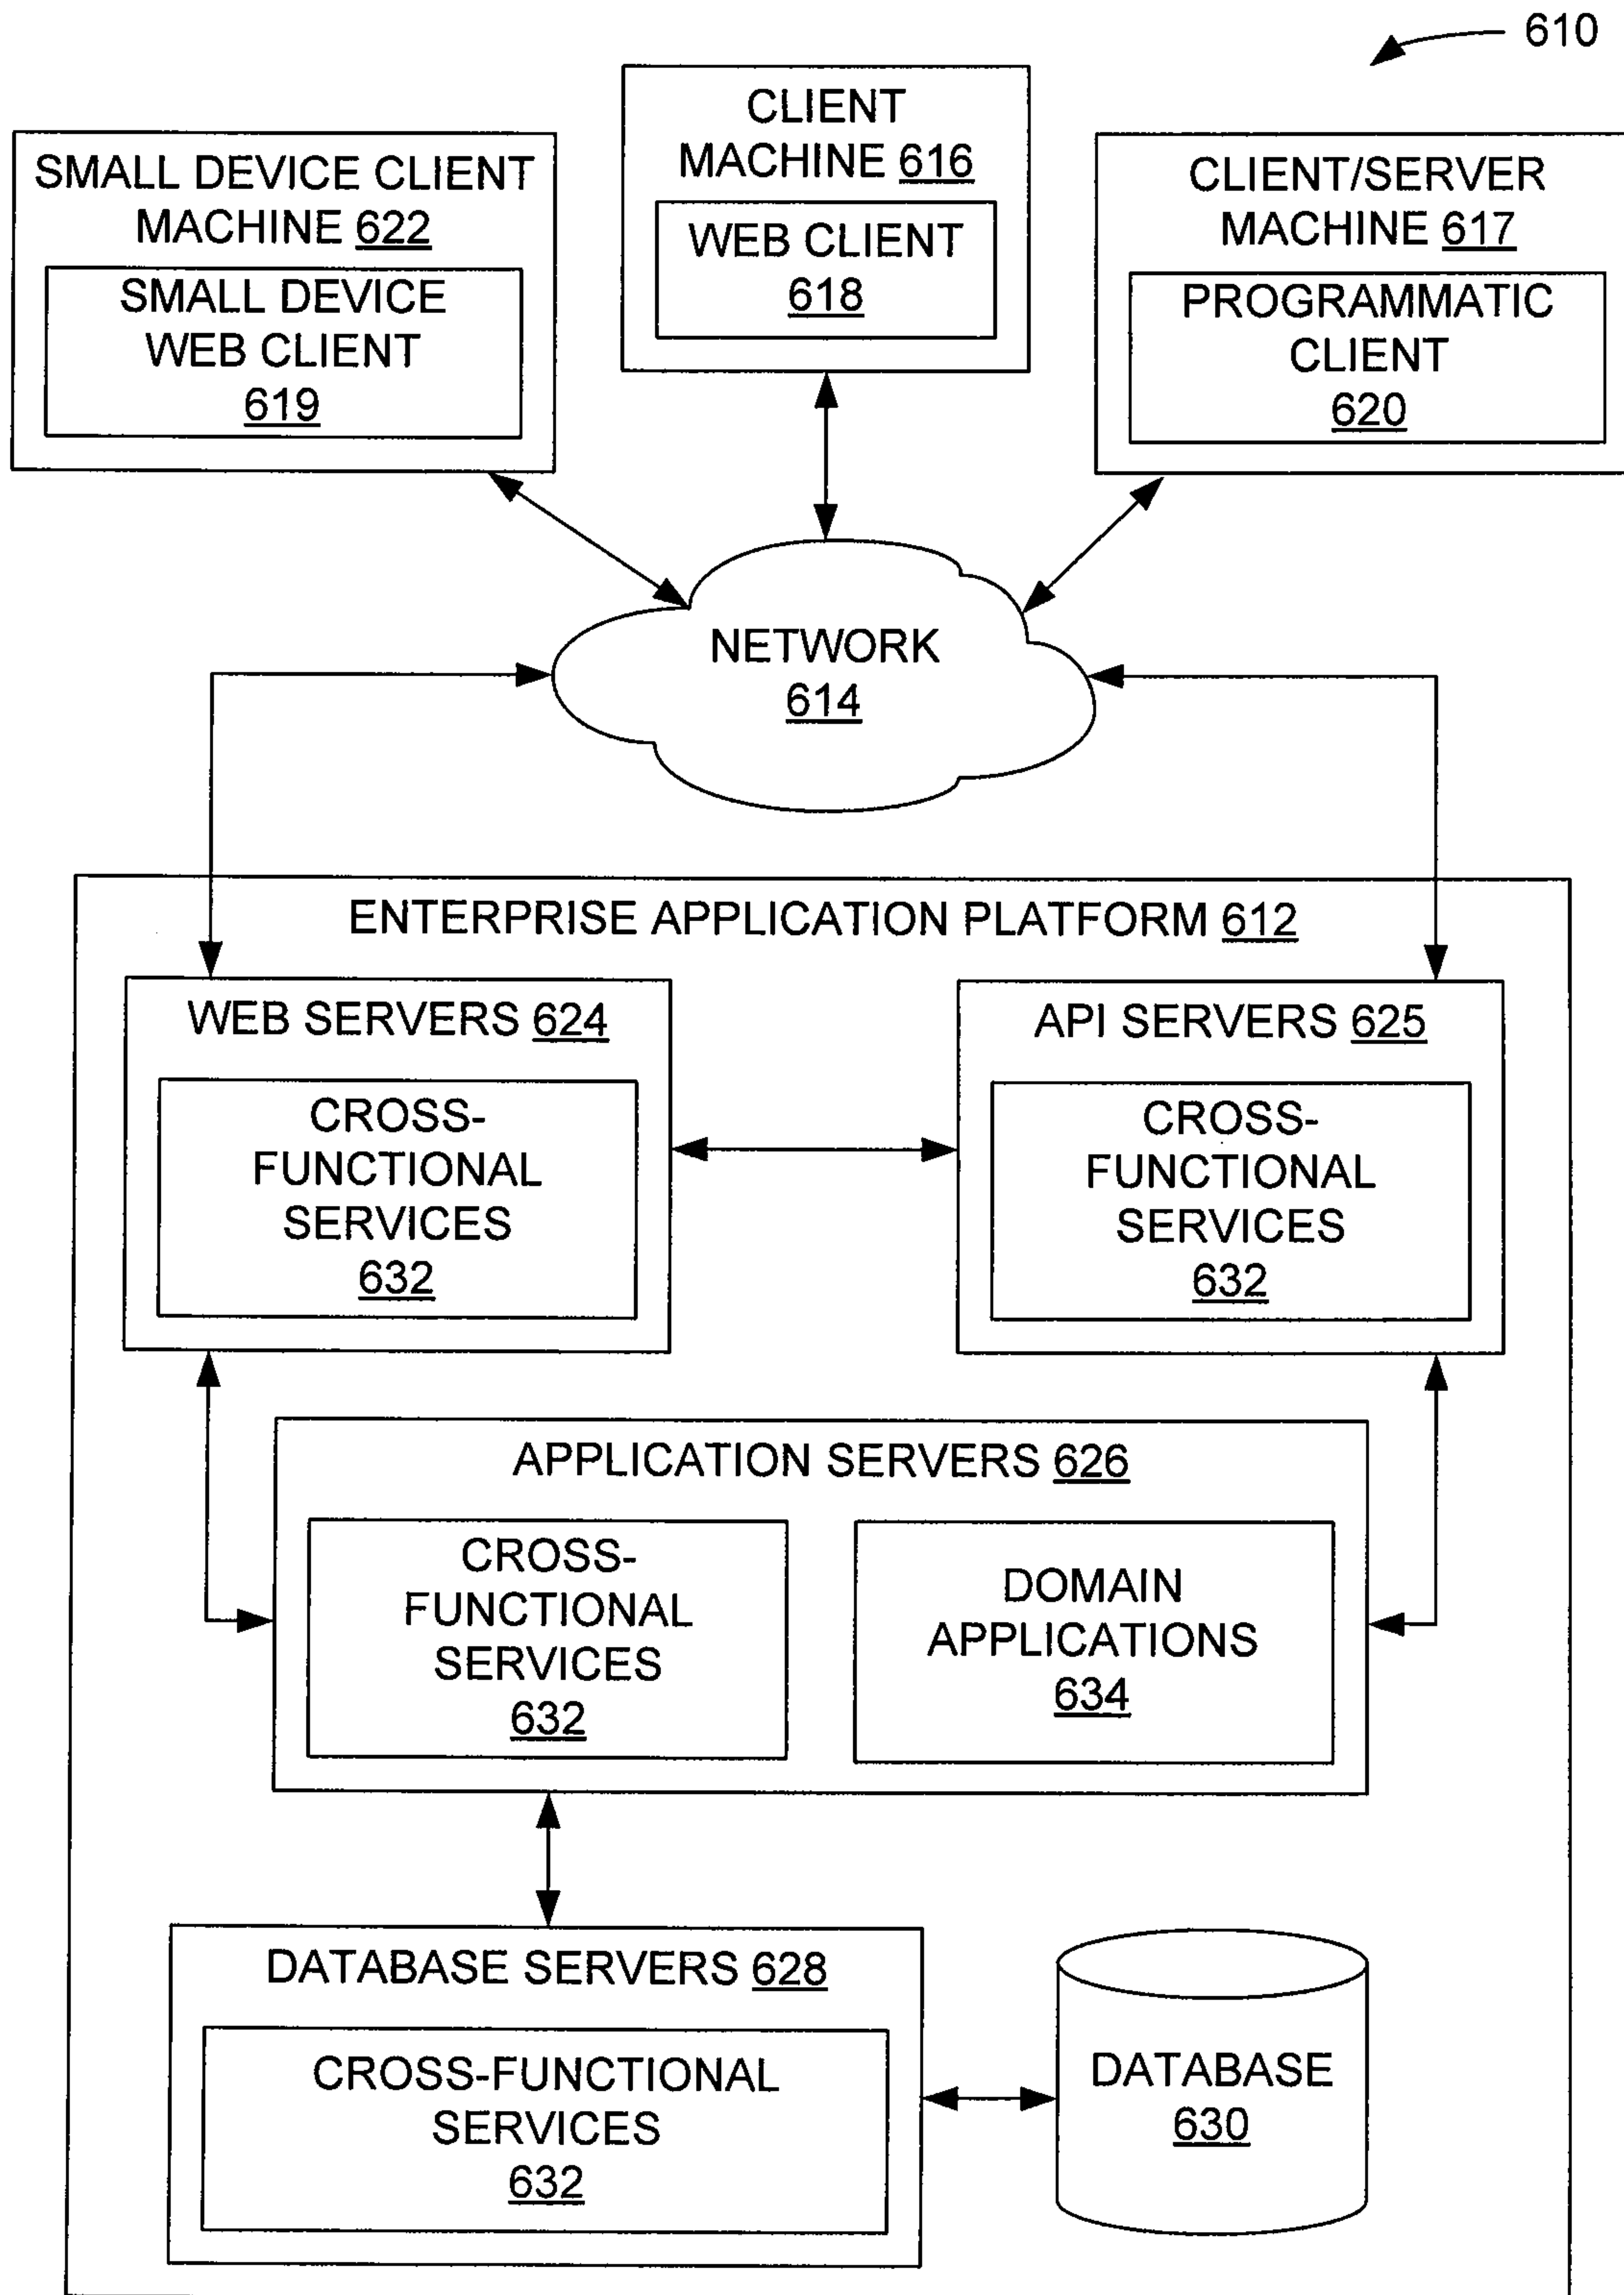 610
CLIENT
MACHINE 616
WEB CLIENT
618
SMALL DEVICE CLIENT
MACHINE 622
SMALL DEVICE
WEB CLIENT
619
CLIENT/SERVER
MACHINE 617
PROGRAMMATIC
CLIENT
620
NETWORK
614
ENTERPRISE APPLICATION PLATFORM 612
WEB SERVERS 624
CROSS-
FUNCTIONAL
SERVICES
632
API SERVERS 625
CROSS-
FUNCTIONAL
SERVICES
632
APPLICATION SERVERS 626
CROSS-
FUNCTIONAL
SERVICES
632
DOMAIN
APPLICATIONS
634
DATABASE SERVERS 628
CROSS-FUNCTIONAL
SERVICES
632
DATABASE
630